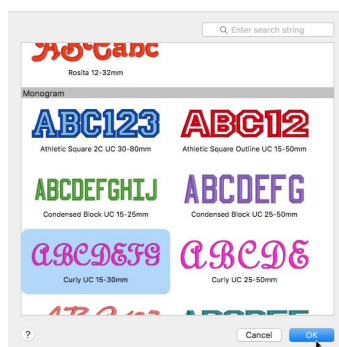 Enter search string
ABCabc
Rosita 12-32mm
Monogram
ABC123 ABC12
Athletic Square 2C UC 30-80mm Athletic Square Outline UC 15-50mm
ABCDEFGHIJ ABCDEFG
Condensed Block UC 15-25mm Condensed Block UC 25-50mm
ABCDEFG ABCDE
Curly UC 15-30mm Curly UC 25-50mm
? Cancel OK